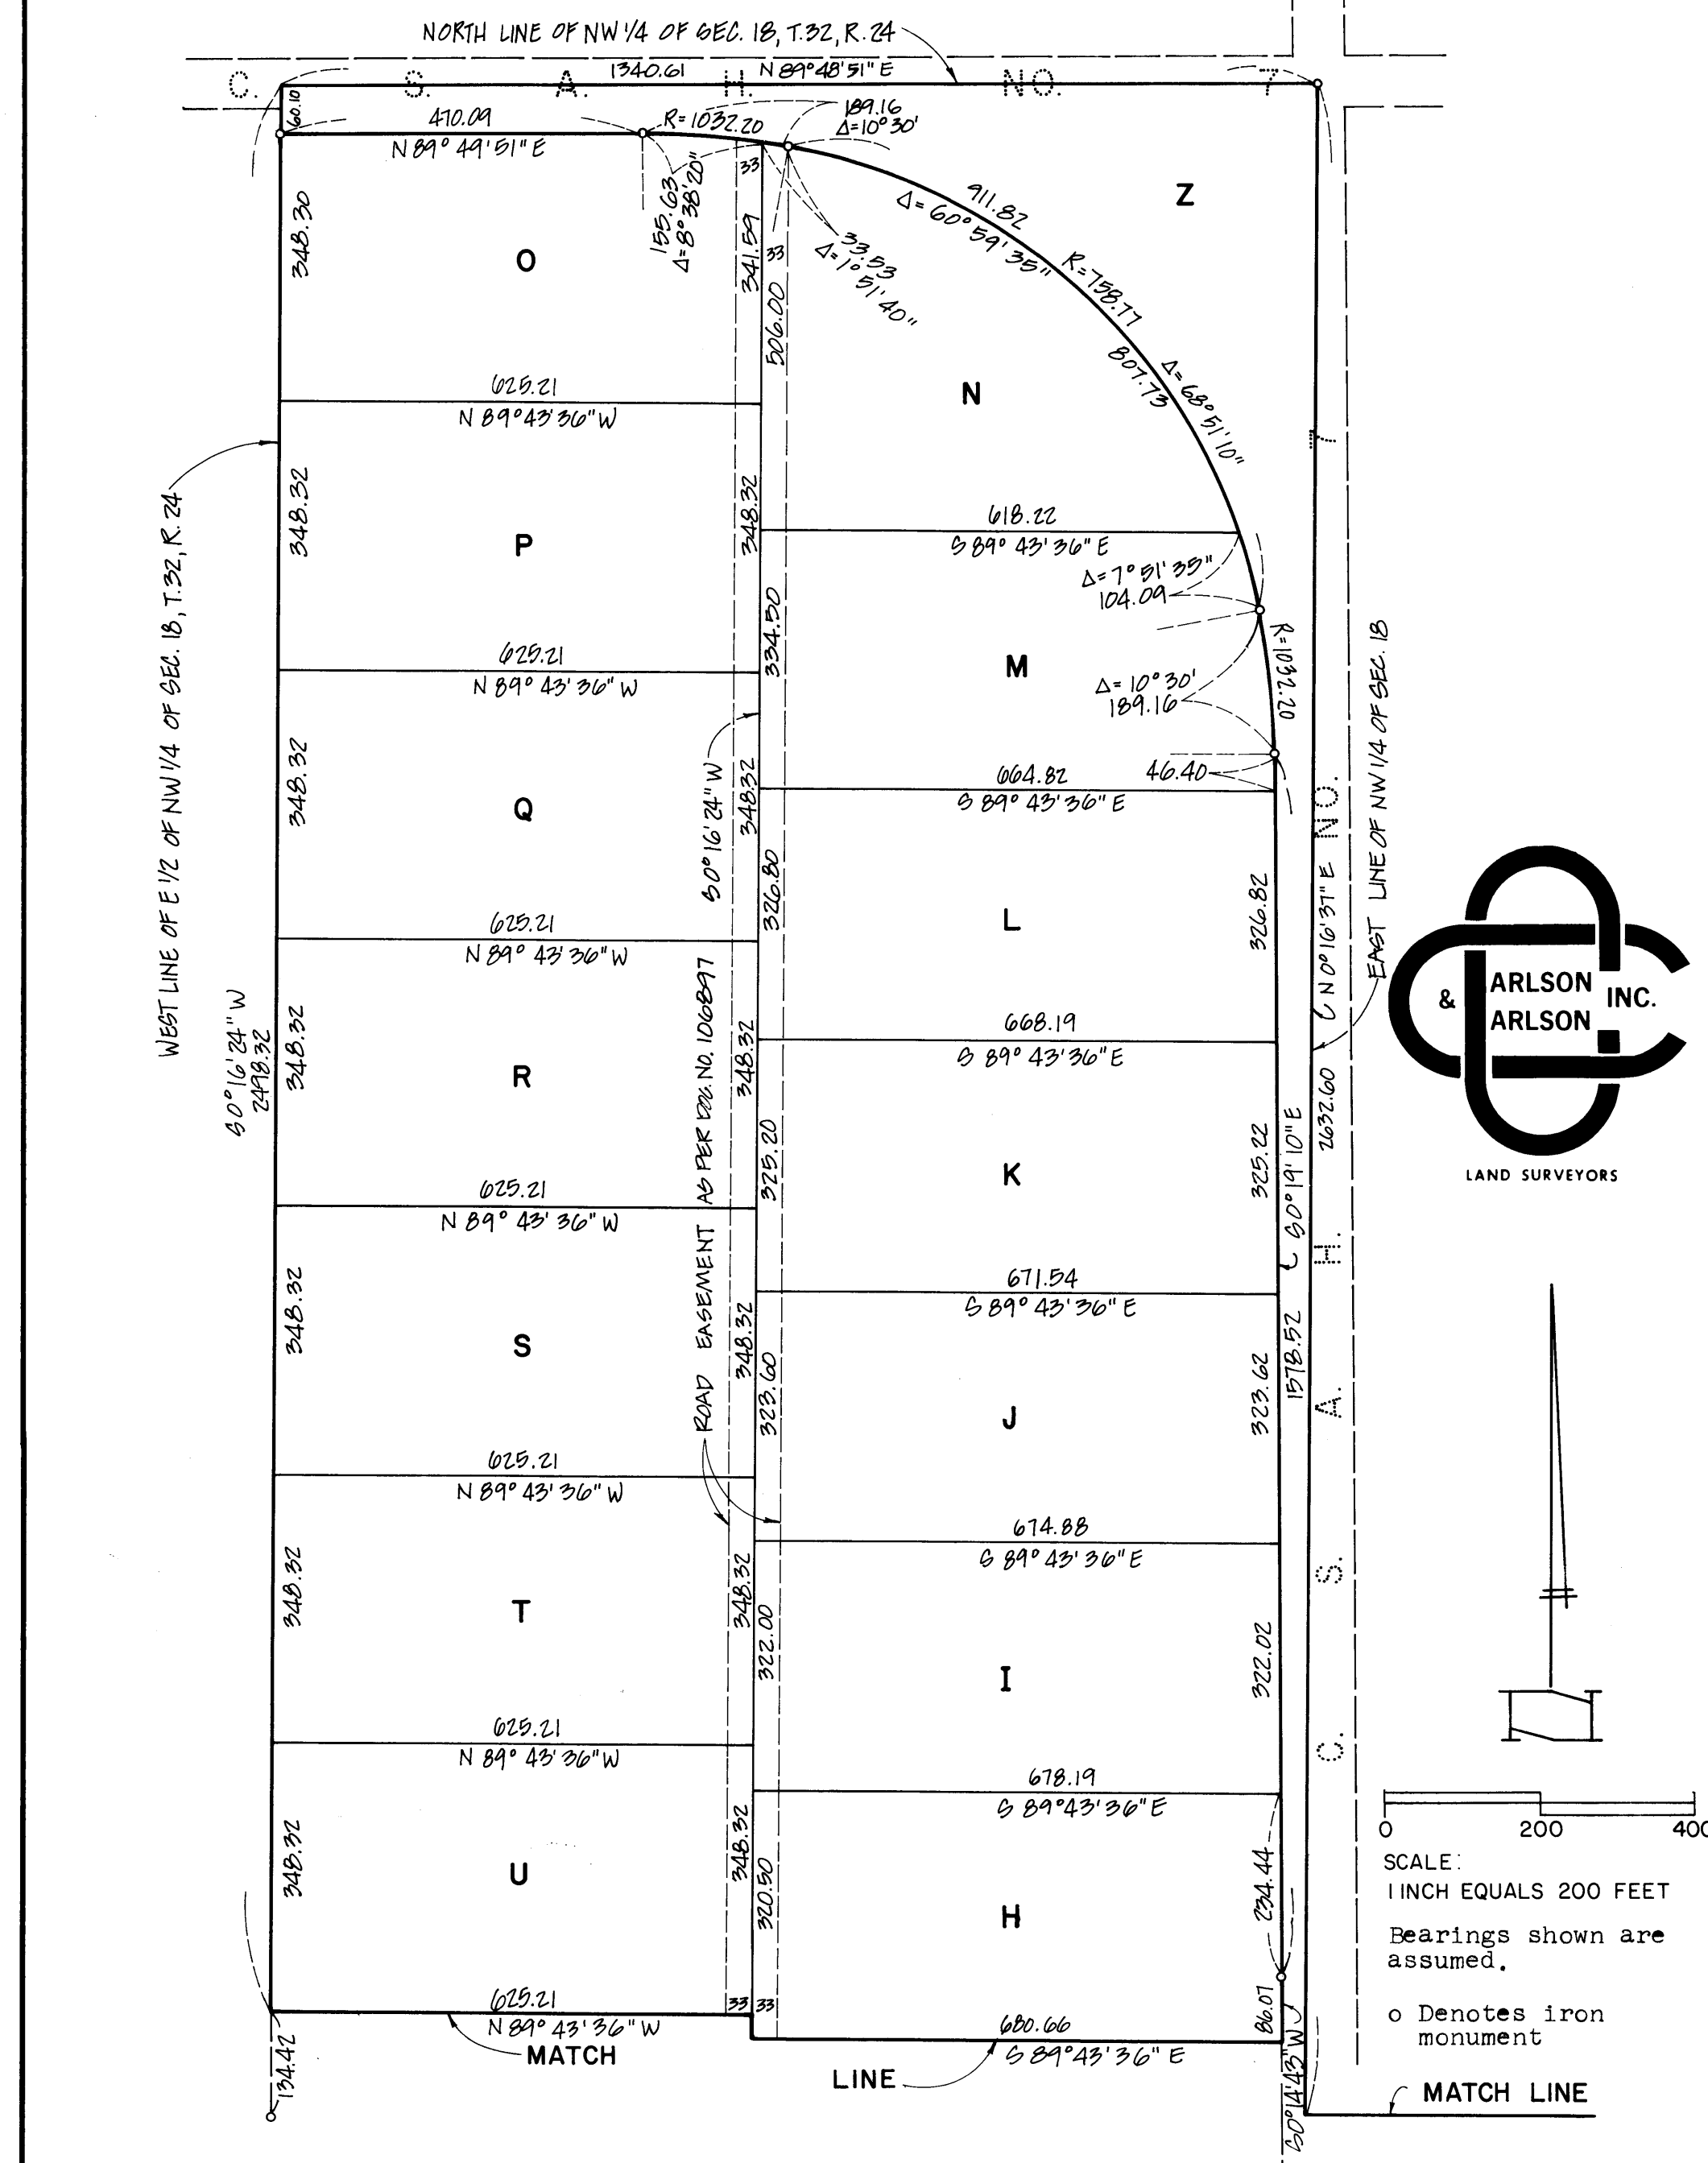 NORTH LINE OF NW 1/4 OF SEC. 18, T.32, R. 24
1340.61 N 89° 48' 51" E
C. S. A. H. NO. 7
60.10
470.09
N 89° 49' 51" E
R=1032.20
189.16
Δ=10° 30'
155.63
Δ=8° 38' 20"
33
341.59
33
33.53
Δ=1° 51' 40"
911.82
Δ= 60° 59' 35"
R=758.77
807.73
Δ= 68° 51' 10"
Z
348.30
O
506.00
N
625.21
N 89° 43' 36" W
WEST LINE OF E 1/2 OF NW 1/4 OF SEC. 18, T.32, R. 24
348.32
P
348.32
618.22
S 89° 43' 36" E
Δ= 7° 51' 35"
104.09
334.50
M
R=1032.20
Δ= 10° 30'
189.16
625.21
N 89° 43' 36" W
348.32
Q
S 0° 16' 24" W
348.32
664.82
S 89° 43' 36" E
46.40
EAST LINE OF NW 1/4 OF SEC. 18
326.80
L
326.82
625.21
N 89° 43' 36" W
S 0° 16' 24" W
2498.32
348.32
R
348.32
668.19
S 89° 43' 36" E
N 0° 16' 37" E
2632.60
C. S. A. H. NO. 7
ROAD EASEMENT AS PER DOC. NO. 106897
325.20
K
325.22
S 0° 19' 10" E
1578.52
625.21
N 89° 43' 36" W
348.32
S
348.32
671.54
S 89° 43' 36" E
323.60
J
323.62
625.21
N 89° 43' 36" W
348.32
T
348.32
674.88
S 89° 43' 36" E
322.00
I
322.02
625.21
N 89° 43' 36" W
348.32
U
348.32
678.19
S 89° 43' 36" E
320.50
H
234.44
86.07
625.21
N 89° 43' 36" W
33 33
MATCH
680.66
S 89° 43' 36" E
LINE
134.42
S 0° 14' 43" W
MATCH LINE
& ARLSON
ARLSON INC.
LAND SURVEYORS
0 200 400
SCALE:
1 INCH EQUALS 200 FEET
Bearings shown are
assumed.
o Denotes iron
monument